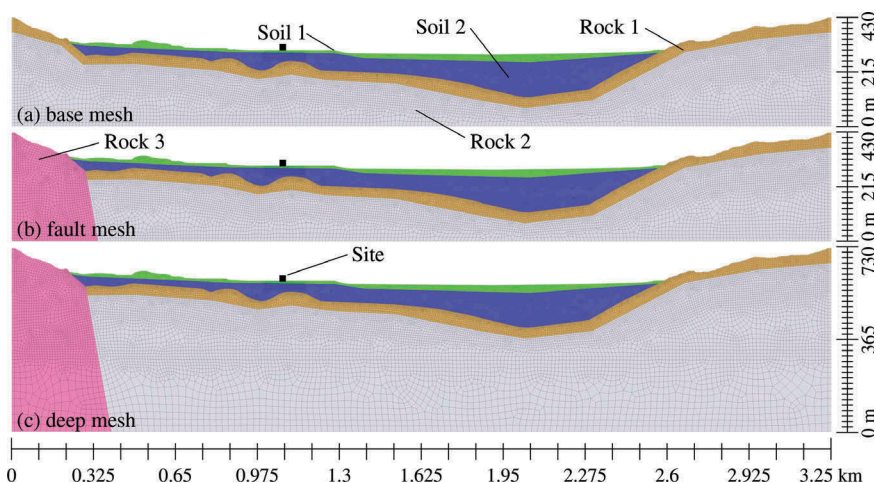 Soil 1
Soil 2
Rock 1
430
215
0 m
(a) base mesh
Rock 2
Rock 3
430
215
0 m
(b) fault mesh
Site
730
365
0 m
(c) deep mesh
0 0.325 0.65 0.975 1.3 1.625 1.95 2.275 2.6 2.925 3.25 km